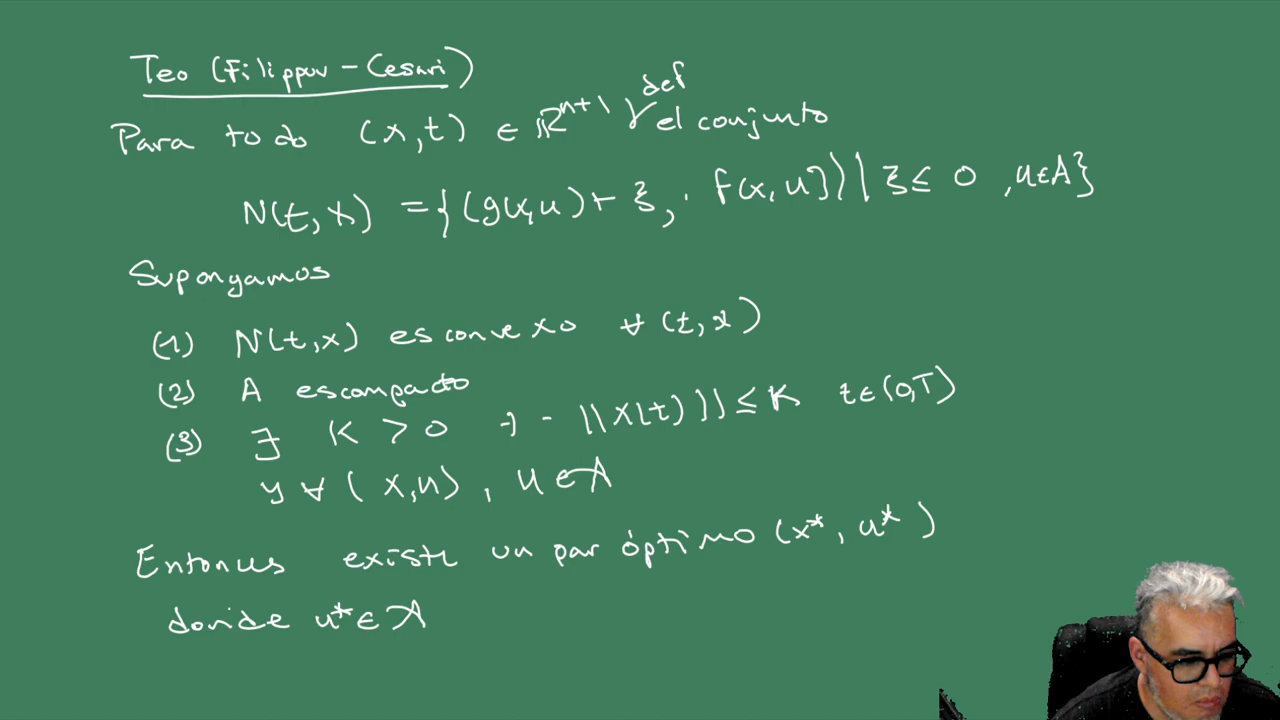 Teo (Filippov - Cesari)
Para todo (x,t) ∈ ℝ^{n+1} def el conjunto
N(t,x) = {(g(x,u) + ξ, f(x,u)) | ξ ≤ 0, u∈A}
Supongamos
(1) N(t,x) es convexo ∀ (t,x)
(2) A es compacto
(3) ∃ K > 0 -)- ||x(t)|| ≤ K t∈(0,T)
y ∀ (x,u), u ∈ 𝒜
Entonces existe un par óptimo (x*, u*)
donde u* ∈ 𝒜